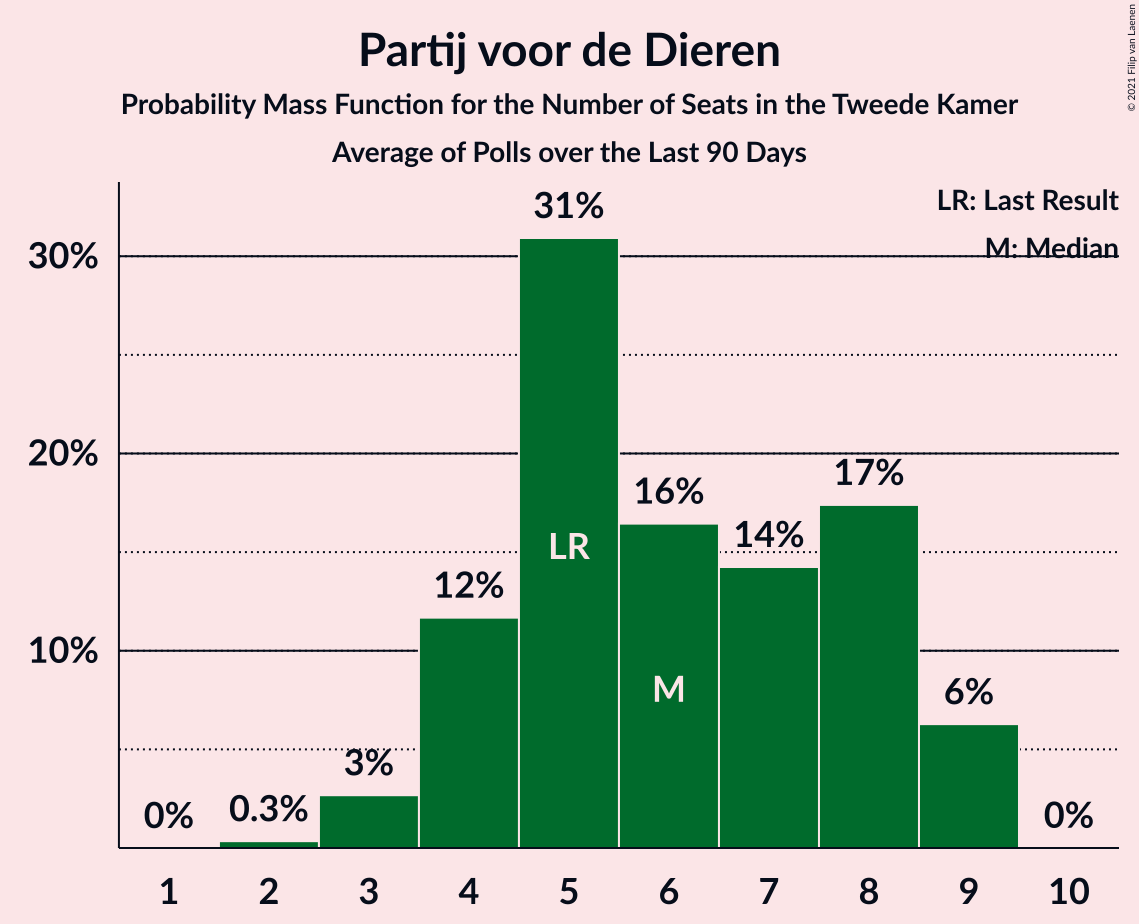 Partij voor de Dieren
Probability Mass Function for the Number of Seats in the Tweede Kamer
Average of Polls over the Last 90 Days
© 2021 Filip van Laenen
LR: Last Result
M: Median
30%
20%
10%
0%
0.3%
3%
12%
31%
16%
14%
17%
6%
0%
LR
M
1 2 3 4 5 6 7 8 9 10